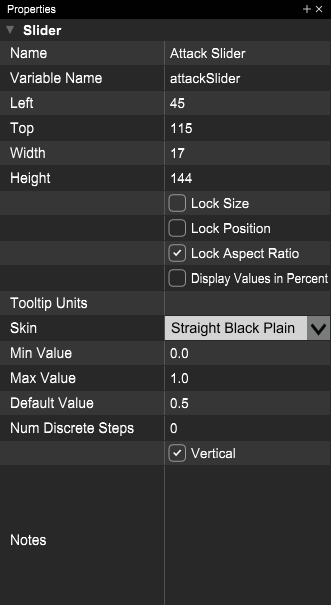 Properties
Slider
Name Attack Slider
Variable Name attackSlider
Left 45
Top 115
Width 17
Height 144
Lock Size
Lock Position
Lock Aspect Ratio
Display Values in Percent
Tooltip Units
Skin Straight Black Plain
Min Value 0.0
Max Value 1.0
Default Value 0.5
Num Discrete Steps 0
Vertical
Notes